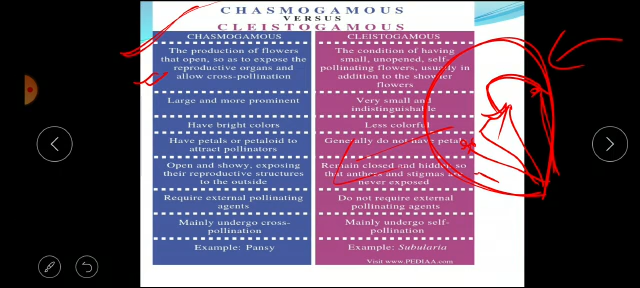 CHASMOGAMOUS
VERSUS
CLEISTOGAMOUS
CHASMOGAMOUS
The production of flowers
that open, so as to expose the
reproductive organs and
allow cross-pollination
Large and more prominent
Have bright colors
Have petals or petaloid to
attract pollinators
Open and showy, exposing
their reproductive structures
to the outside
Require external pollinating
agents
Mainly undergo cross-
pollination
Example: Pansy
CLEISTOGAMOUS
The condition of having
small, unopened, self-
pollinating flowers, usually in
addition to the showier
flowers
Very small and
indistinguishable
Less colorful
Generally do not have petals
Remain closed and hidden so
that anthers and stigmas are
never exposed
Do not require external
pollinating agents
Mainly undergo self-
pollination
Example: Subularia
Visit www.PEDIAA.com